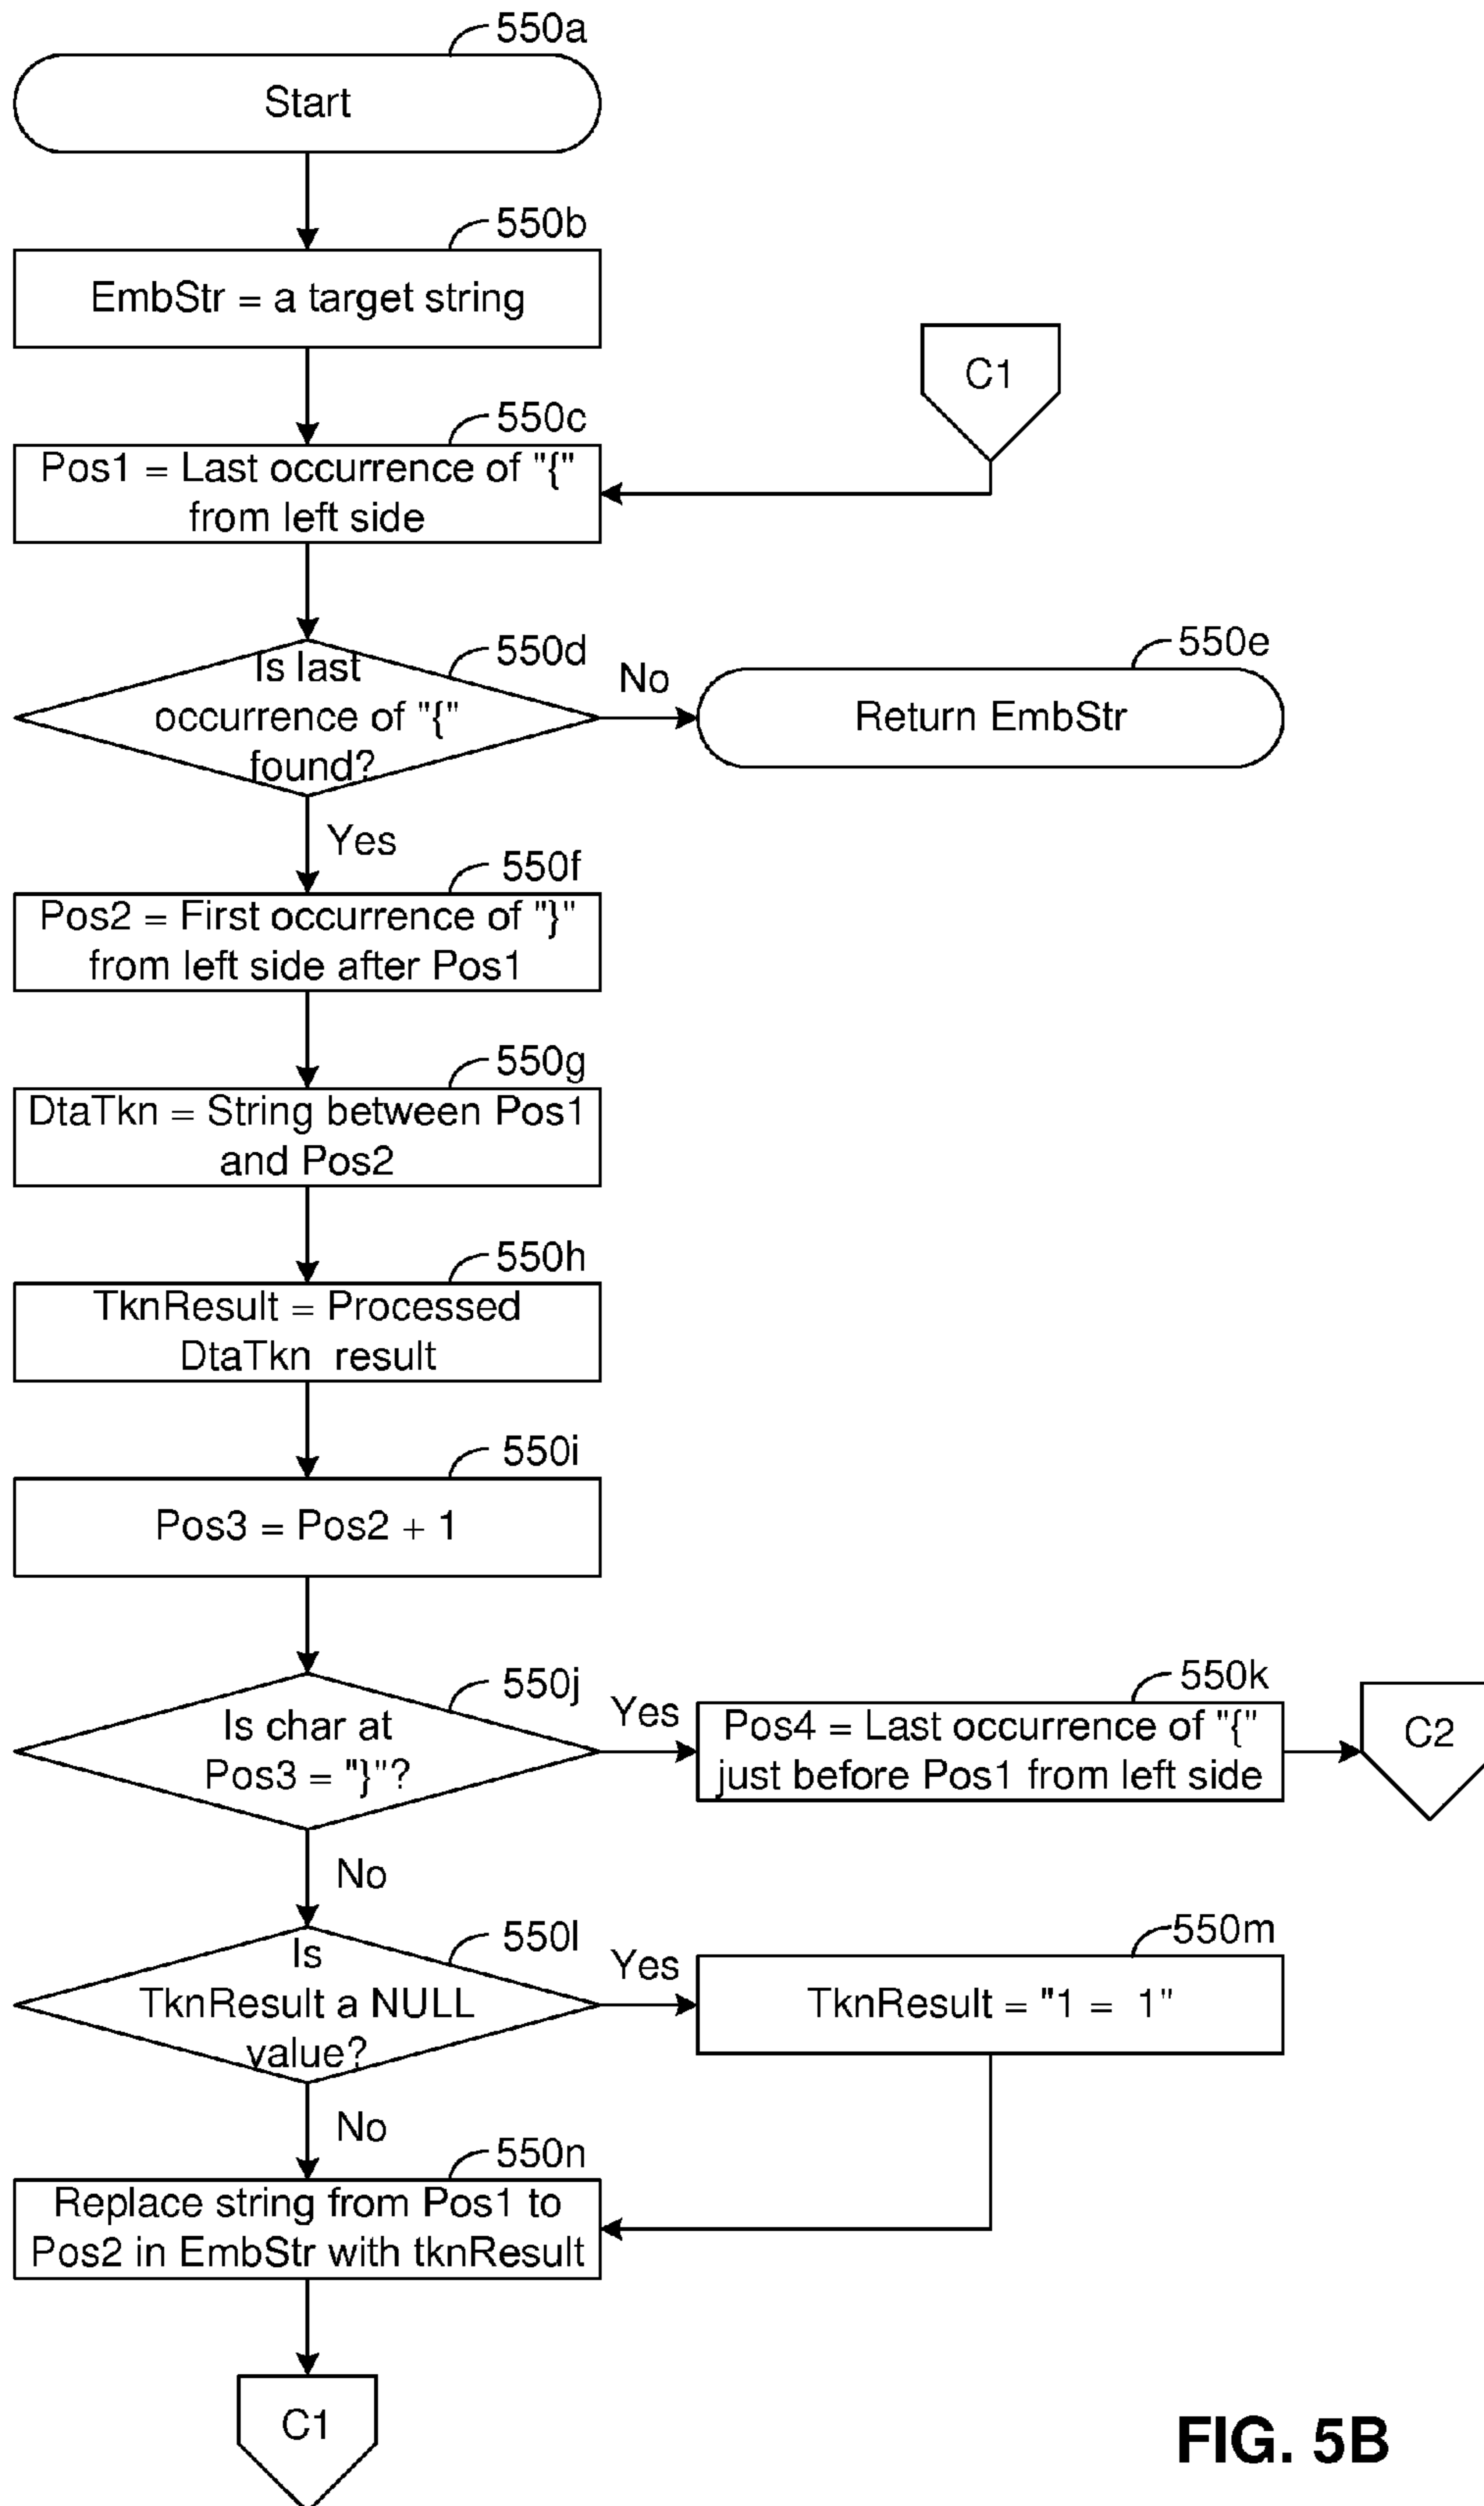 550a
Start
550b
EmbStr = a target string
C1
550c
Pos1 = Last occurrence of "{"
from left side
550d
Is last
occurrence of "{"
found?
No
550e
Return EmbStr
Yes
550f
Pos2 = First occurrence of "}"
from left side after Pos1
550g
DtaTkn = String between Pos1
and Pos2
550h
TknResult = Processed
DtaTkn result
550i
Pos3 = Pos2 + 1
550j
Is char at
Pos3 = "}"?
Yes
550k
Pos4 = Last occurrence of "{"
just before Pos1 from left side
C2
No
550l
Is
TknResult a NULL
value?
Yes
550m
TknResult = "1 = 1"
No
550n
Replace string from Pos1 to
Pos2 in EmbStr with tknResult
C1
FIG. 5B